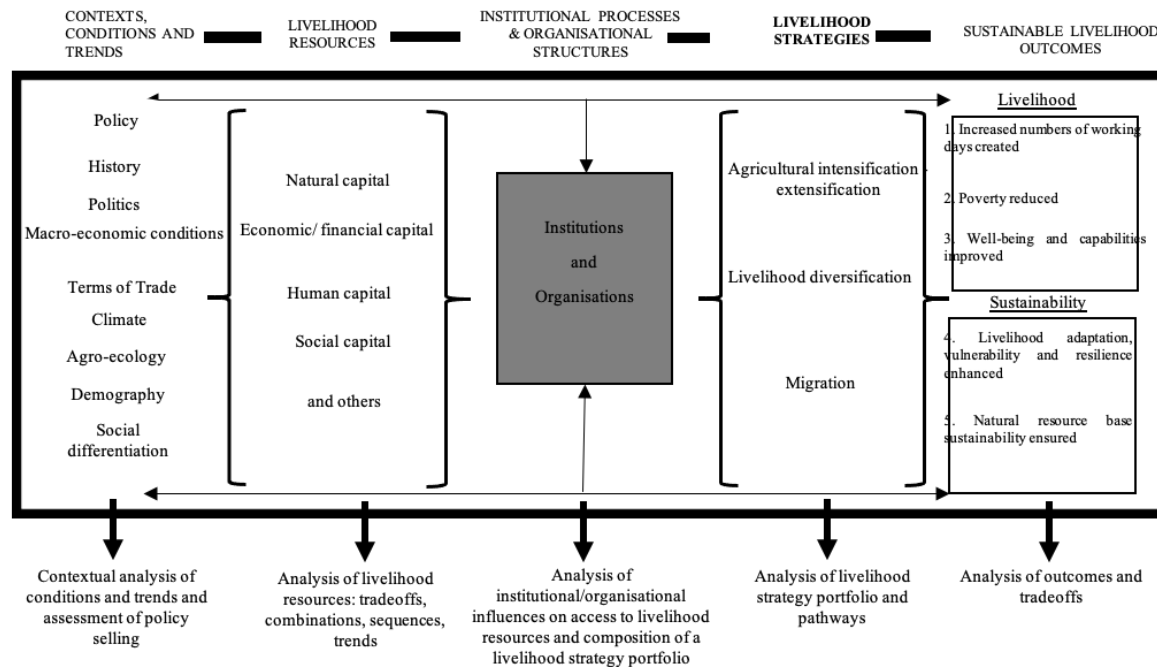 CONTEXTS,
CONDITIONS AND
TRENDS
LIVELIHOOD
RESOURCES
INSTITUTIONAL PROCESSES
& ORGANISATIONAL
STRUCTURES
LIVELIHOOD
STRATEGIES
SUSTAINABLE LIVELIHOOD
OUTCOMES
Policy
History
Politics
Macro-economic conditions
Terms of Trade
Climate
Agro-ecology
Demography
Social
differentiation
Natural capital
Economic/ financial capital
Human capital
Social capital
and others
Institutions
and
Organisations
Agricultural intensification -
extensification
Livelihood diversification
Migration
Livelihood
1. Increased numbers of working
days created
2. Poverty reduced
3. Well-being and capabilities
improved
Sustainability
4. Livelihood adaptation,
vulnerability and resilience
enhanced
5. Natural resource base
sustainability ensured
Contextual analysis of
conditions and trends and
assessment of policy
selling
Analysis of livelihood
resources: tradeoffs,
combinations, sequences,
trends
Analysis of
institutional/organisational
influences on access to livelihood
resources and composition of a
livelihood strategy portfolio
Analysis of livelihood
strategy portfolio and
pathways
Analysis of outcomes and
tradeoffs